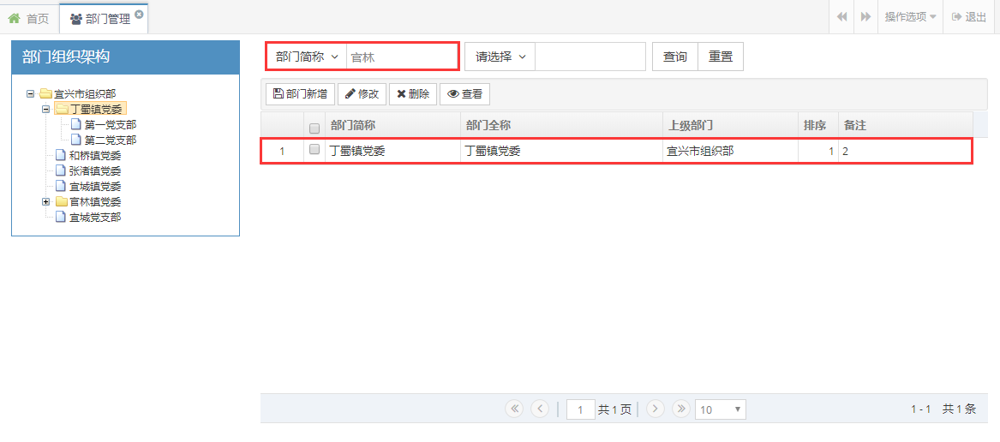 首页 部门管理 操作选项 退出
部门组织架构
宜兴市组织部
丁蜀镇党委
第一党支部
第二党支部
和桥镇党委
张渚镇党委
宜城镇党委
官林镇党委
宜城党支部
部门简称 官林 请选择 查询 重置
部门新增 修改 删除 查看
部门简称 部门全称 上级部门 排序 备注
1 丁蜀镇党委 丁蜀镇党委 宜兴市组织部 1 2
1 共 1 页 10 1 - 1 共 1 条